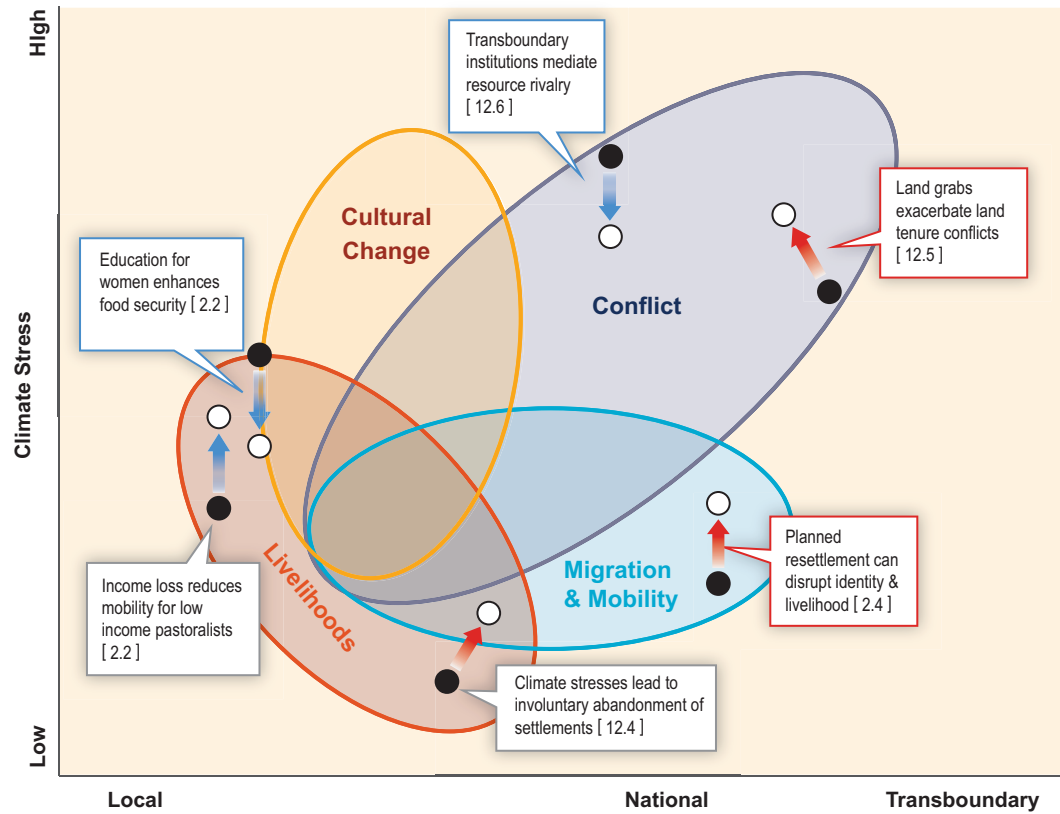 HIgh
Climate Stress
Low
Transboundary
institutions mediate
resource rivalry
[ 12.6 ]
Cultural
Change
Land grabs
exacerbate land
tenure conflicts
[ 12.5 ]
Education for
women enhances
food security [ 2.2 ]
Conflict
Income loss reduces
mobility for low
income pastoralists
[ 2.2 ]
Livelihoods
Migration
& Mobility
Planned
resettlement can
disrupt identity &
livelihood [ 2.4 ]
Climate stresses lead to
involuntary abandonment of
settlements [ 12.4 ]
Local
National
Transboundary